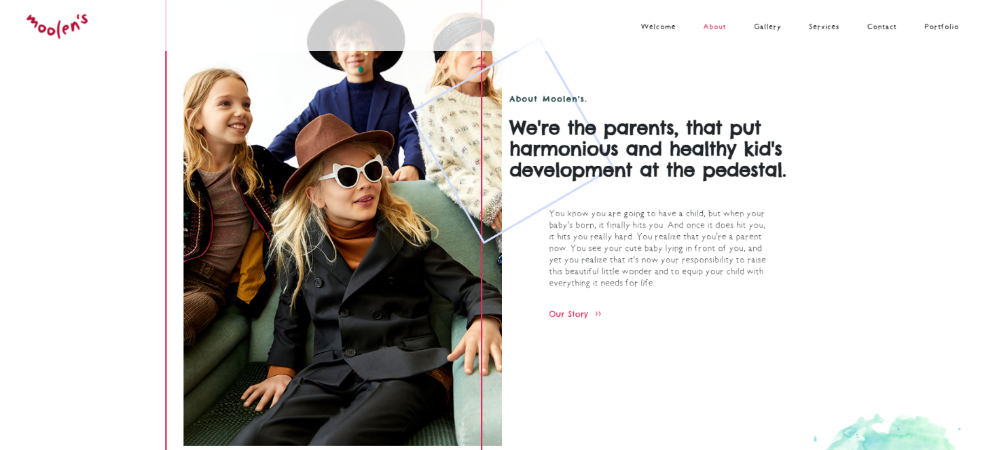 moolen's
Welcome
About
Gallery
Services
Contact
Portfolio
About Moolen's.
We're the parents, that put
harmonious and healthy kid's
development at the pedestal.
You know you are going to have a child, but when your
baby's born, it finally hits you. And once it does hit you,
it hits you really hard. You realize that you're a parent
now. You see your cute baby lying in front of you, and
yet you realize that it's now your responsibility to raise
this beautiful little wonder and to equip your child with
everything it needs for life.
Our Story >>